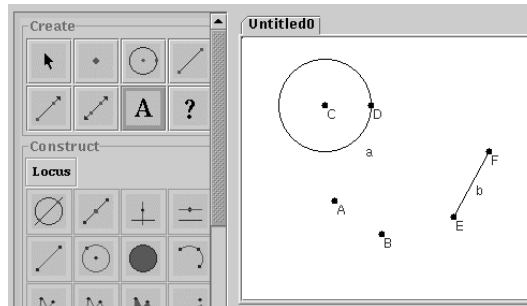 Create
A ?
Construct
Locus
Untitled0
C D
a
F
b
A
E
B